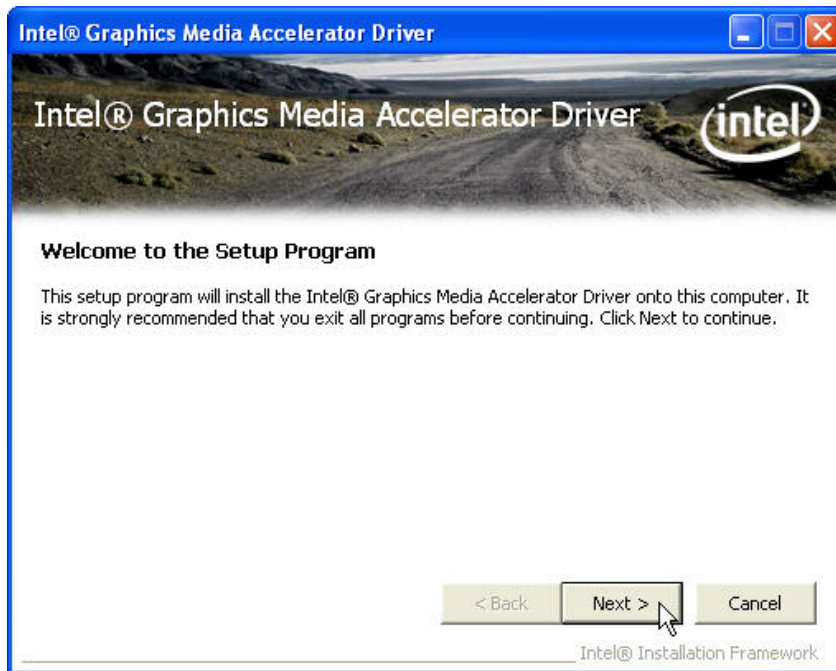 Intel® Graphics Media Accelerator Driver
Intel® Graphics Media Accelerator Driver
intel
Welcome to the Setup Program
This setup program will install the Intel® Graphics Media Accelerator Driver onto this computer. It
is strongly recommended that you exit all programs before continuing. Click Next to continue.
< Back Next > Cancel
Intel® Installation Framework